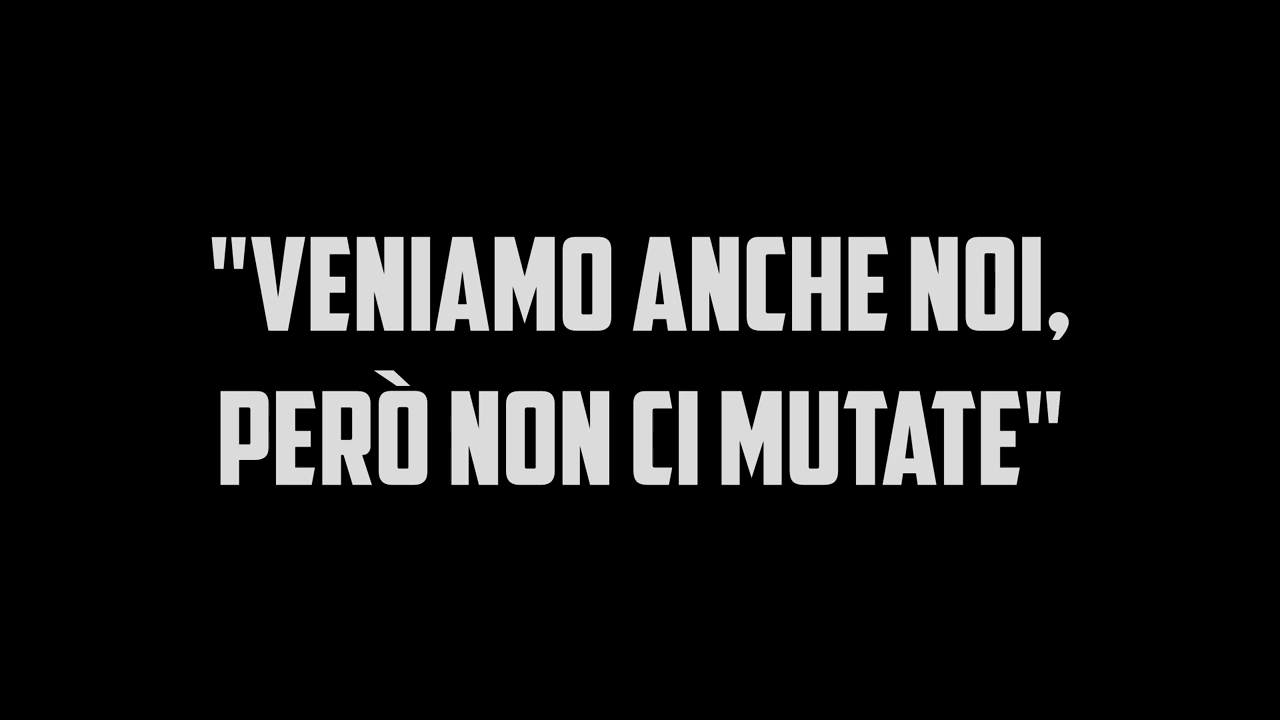 "VENIAMO ANCHE NOI,
PERÒ NON CI MUTATE"